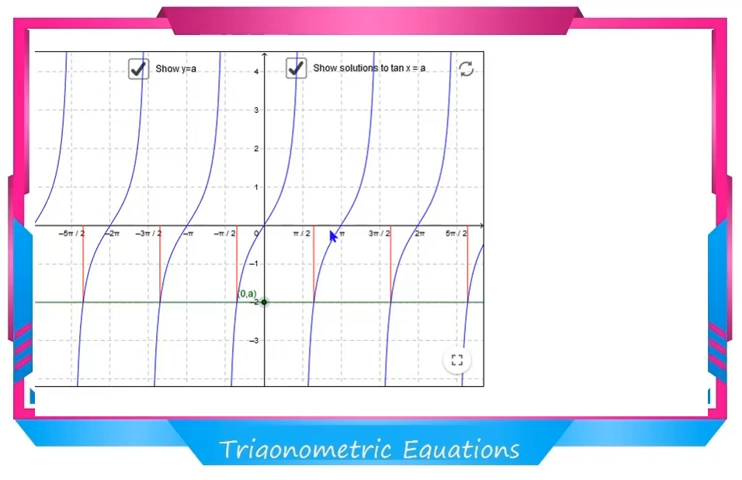 Show y=a
Show solutions to tan x = a
4
3
2
1
−5π / 2 −2π −3π / 2 −π −π / 2 0 π / 2 π 3π / 2 2π 5π / 2
−1
(0,a)
−2
−3
Trigonometric Equations